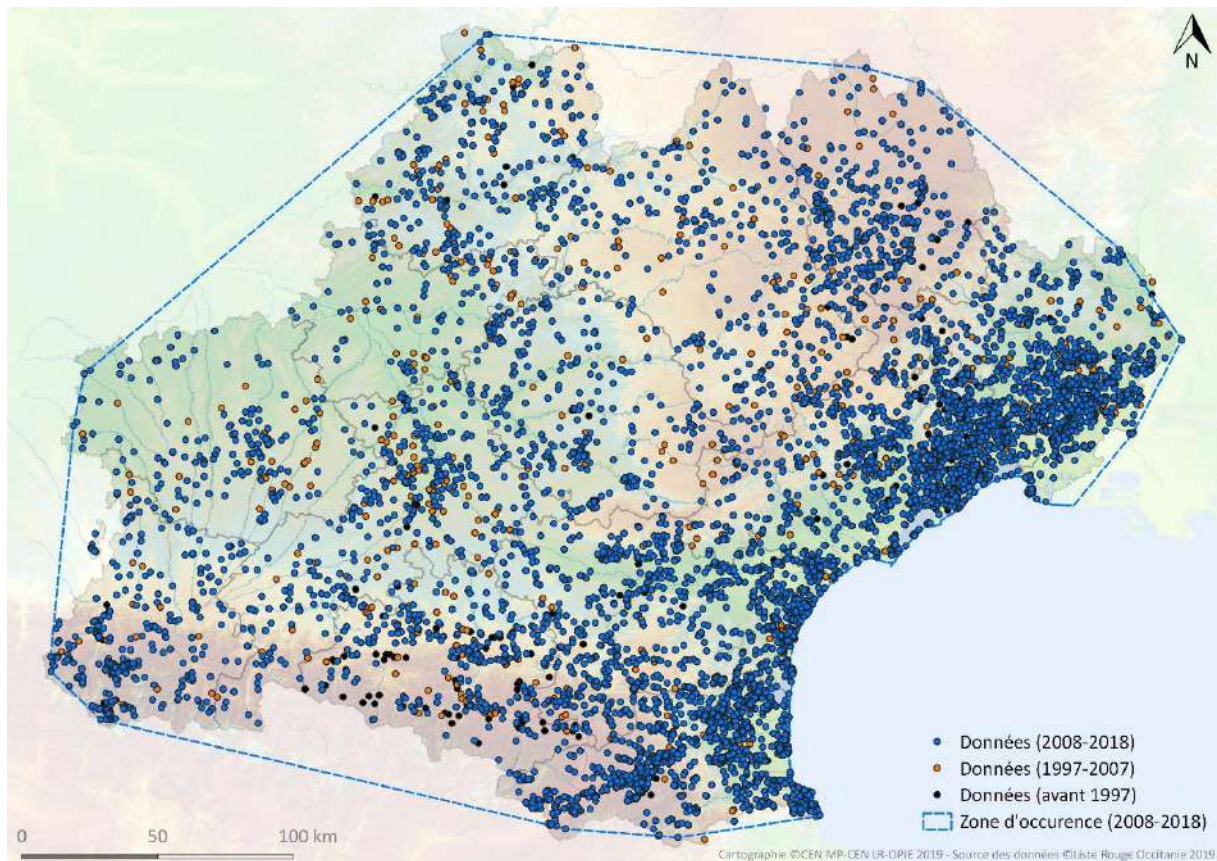 N
Données (2008-2018)
Données (1997-2007)
Données (avant 1997)
Zone d'occurence (2008-2018)
0 50 100 km
Cartographie ©CEN MP-CEN LR-OPIE 2019 - Source des données ©Liste Rouge Occitanie 2019